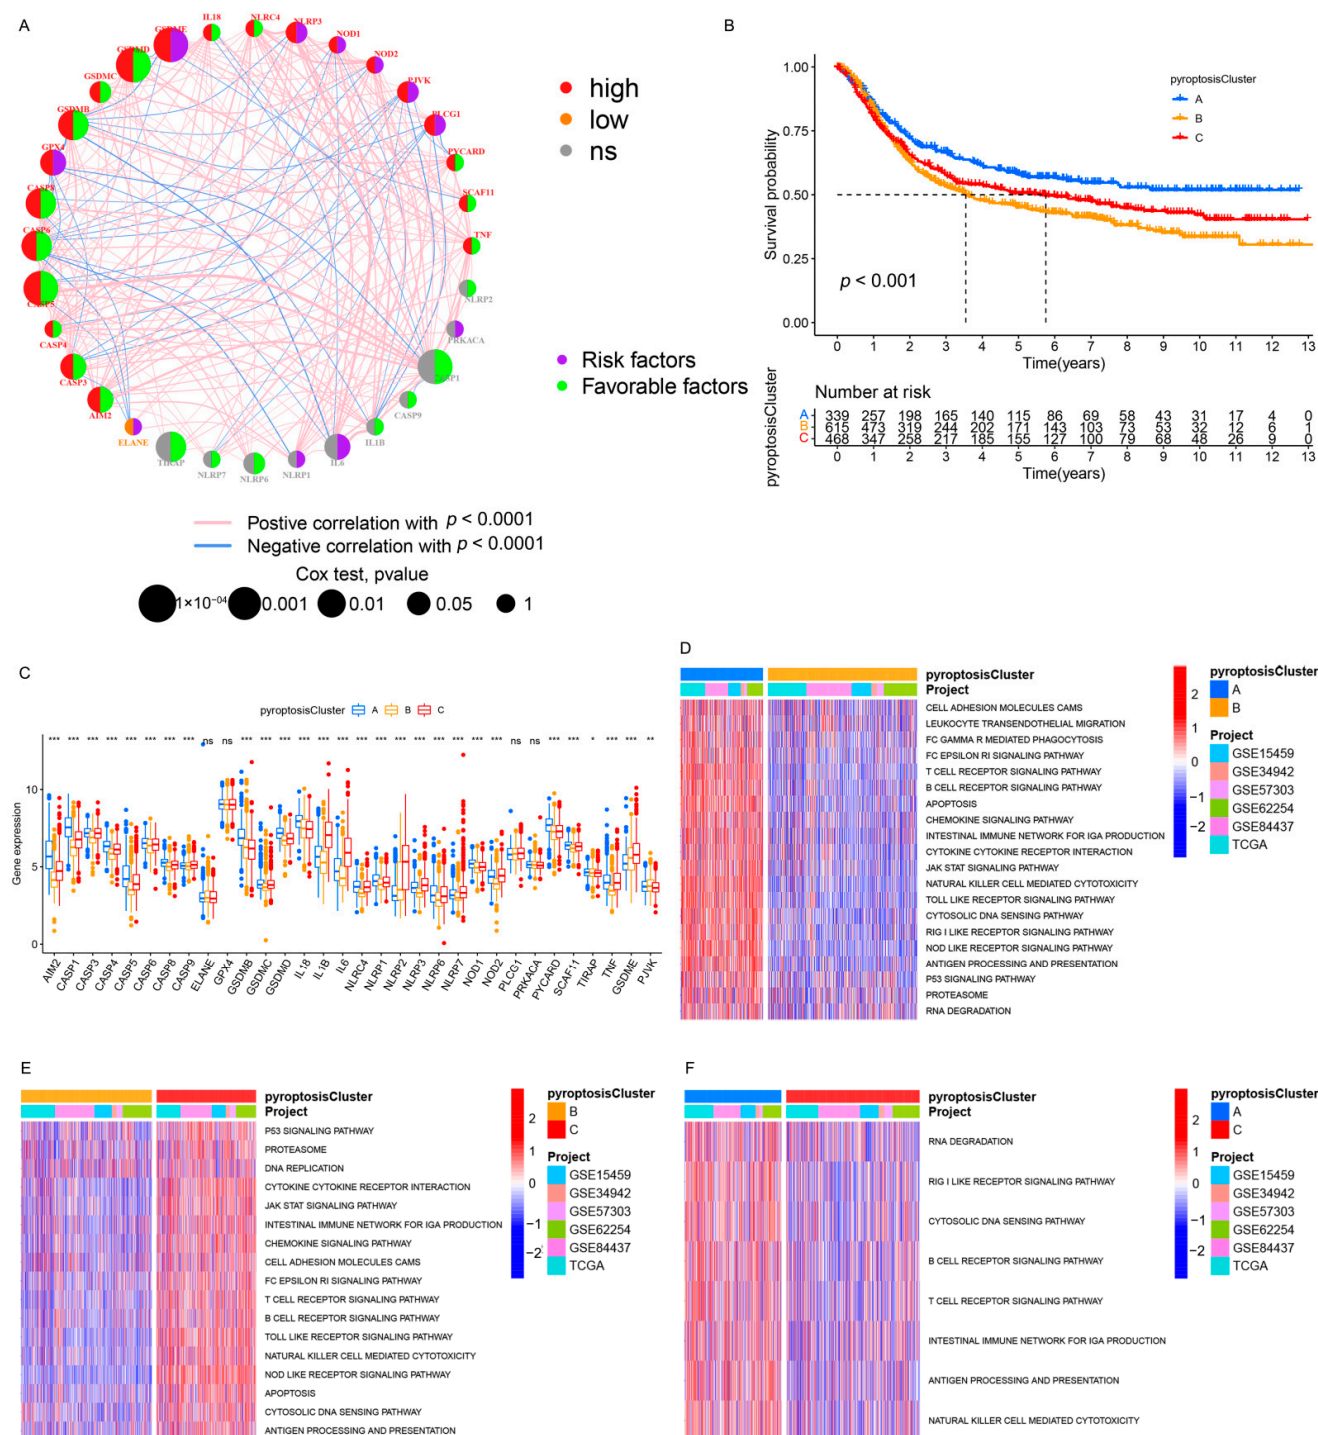 A
IL18
NLRC4
NLRP3
GSDME
NOD1
GSDMD
NOD2
GSDMC
PJVK
GSDMB
PLCG1
GPX4
PYCARD
CASP8
SCAF11
CASP6
TNF
CASP5
NLRP2
CASP4
PRKACA
CASP3
CASP1
AIM2
CASP9
ELANE
IL1B
TIRAP
NLRP7
NLRP6
NLRP1
IL6
high
low
ns
Risk factors
Favorable factors
Postive correlation with p < 0.0001
Negative correlation with p < 0.0001
Cox test, pvalue
1×10⁻⁰⁴ 0.001 0.01 0.05 1
B
pyroptosisCluster
A
B
C
Survival probability
1.00
0.75
0.50
0.25
0.00
p < 0.001
0 1 2 3 4 5 6 7 8 9 10 11 12 13
Time(years)
Number at risk
pyroptosisCluster
A 339 257 198 165 140 115 86 69 58 43 31 17 4 0
B 615 473 319 244 202 171 143 103 73 53 32 12 6 1
C 468 347 258 217 185 155 127 100 79 68 48 26 9 0
0 1 2 3 4 5 6 7 8 9 10 11 12 13
Time(years)
C
pyroptosisCluster A B C
*** *** *** *** *** *** *** *** ns ns *** *** *** *** *** *** *** *** *** *** *** *** *** *** ns ns *** *** * *** *** **
Gene expression
10
5
0
AIM2 CASP1 CASP3 CASP4 CASP5 CASP6 CASP8 CASP9 ELANE GPX4 GSDMB GSDMC GSDMD IL18 IL1B IL6 NLRC4 NLRP1 NLRP2 NLRP3 NLRP6 NLRP7 NOD1 NOD2 PLCG1 PRKACA PYCARD SCAF11 TIRAP TNF GSDME PJVK
D
pyroptosisCluster
Project
CELL ADHESION MOLECULES CAMS
LEUKOCYTE TRANSENDOTHELIAL MIGRATION
FC GAMMA R MEDIATED PHAGOCYTOSIS
FC EPSILON RI SIGNALING PATHWAY
T CELL RECEPTOR SIGNALING PATHWAY
B CELL RECEPTOR SIGNALING PATHWAY
APOPTOSIS
CHEMOKINE SIGNALING PATHWAY
INTESTINAL IMMUNE NETWORK FOR IGA PRODUCTION
CYTOKINE CYTOKINE RECEPTOR INTERACTION
JAK STAT SIGNALING PATHWAY
NATURAL KILLER CELL MEDIATED CYTOTOXICITY
TOLL LIKE RECEPTOR SIGNALING PATHWAY
CYTOSOLIC DNA SENSING PATHWAY
RIG I LIKE RECEPTOR SIGNALING PATHWAY
NOD LIKE RECEPTOR SIGNALING PATHWAY
ANTIGEN PROCESSING AND PRESENTATION
P53 SIGNALING PATHWAY
PROTEASOME
RNA DEGRADATION
2
1
0
−1
−2
pyroptosisCluster
A
B
Project
GSE15459
GSE34942
GSE57303
GSE62254
GSE84437
TCGA
E
pyroptosisCluster
Project
P53 SIGNALING PATHWAY
PROTEASOME
DNA REPLICATION
CYTOKINE CYTOKINE RECEPTOR INTERACTION
JAK STAT SIGNALING PATHWAY
INTESTINAL IMMUNE NETWORK FOR IGA PRODUCTION
CHEMOKINE SIGNALING PATHWAY
CELL ADHESION MOLECULES CAMS
FC EPSILON RI SIGNALING PATHWAY
T CELL RECEPTOR SIGNALING PATHWAY
B CELL RECEPTOR SIGNALING PATHWAY
TOLL LIKE RECEPTOR SIGNALING PATHWAY
NATURAL KILLER CELL MEDIATED CYTOTOXICITY
NOD LIKE RECEPTOR SIGNALING PATHWAY
APOPTOSIS
CYTOSOLIC DNA SENSING PATHWAY
ANTIGEN PROCESSING AND PRESENTATION
2
1
0
−1
−2
pyroptosisCluster
B
C
Project
GSE15459
GSE34942
GSE57303
GSE62254
GSE84437
TCGA
F
pyroptosisCluster
Project
RNA DEGRADATION
RIG I LIKE RECEPTOR SIGNALING PATHWAY
CYTOSOLIC DNA SENSING PATHWAY
B CELL RECEPTOR SIGNALING PATHWAY
T CELL RECEPTOR SIGNALING PATHWAY
INTESTINAL IMMUNE NETWORK FOR IGA PRODUCTION
ANTIGEN PROCESSING AND PRESENTATION
NATURAL KILLER CELL MEDIATED CYTOTOXICITY
2
1
0
−1
−2
pyroptosisCluster
A
C
Project
GSE15459
GSE34942
GSE57303
GSE62254
GSE84437
TCGA